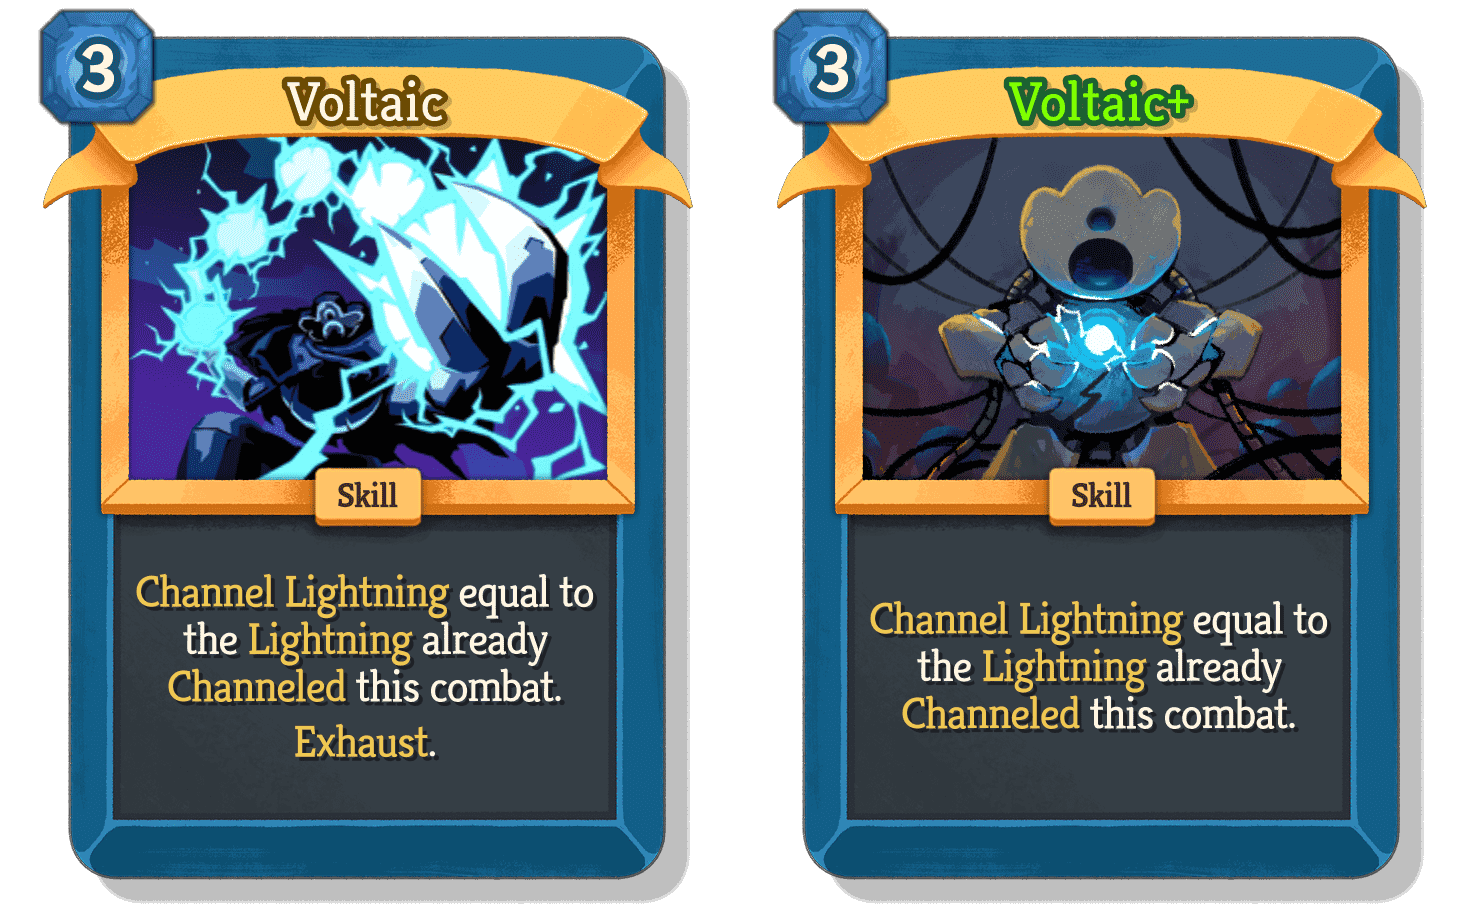 3
Voltaic
Skill
Channel Lightning equal to
the Lightning already
Channeled this combat.
Exhaust.
3
Voltaic+
Skill
Channel Lightning equal to
the Lightning already
Channeled this combat.